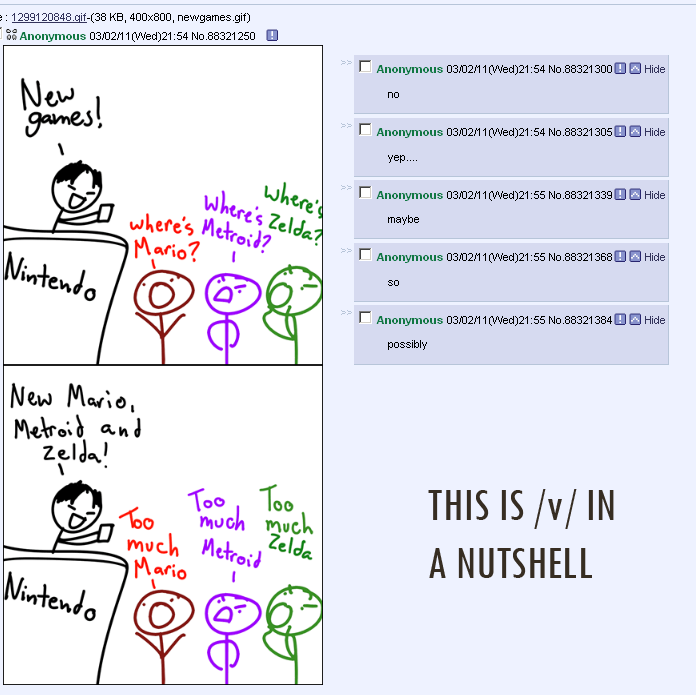 e : 1299120848.gif-(38 KB, 400x800, newgames.gif)
Anonymous 03/02/11(Wed)21:54 No.88321250
New
games!
where's
Mario?
Where's
Metroid?
where's
Zelda?
Nintendo
New Mario,
Metroid and
Zelda!
Too
much
Mario
Too
much
Metroid
Too
much
Zelda
Nintendo
>> Anonymous 03/02/11(Wed)21:54 No.88321300 Hide
no
>> Anonymous 03/02/11(Wed)21:54 No.88321305 Hide
yep....
>> Anonymous 03/02/11(Wed)21:55 No.88321339 Hide
maybe
>> Anonymous 03/02/11(Wed)21:55 No.88321368 Hide
so
>> Anonymous 03/02/11(Wed)21:55 No.88321384 Hide
possibly
THIS IS /v/ IN
A NUTSHELL